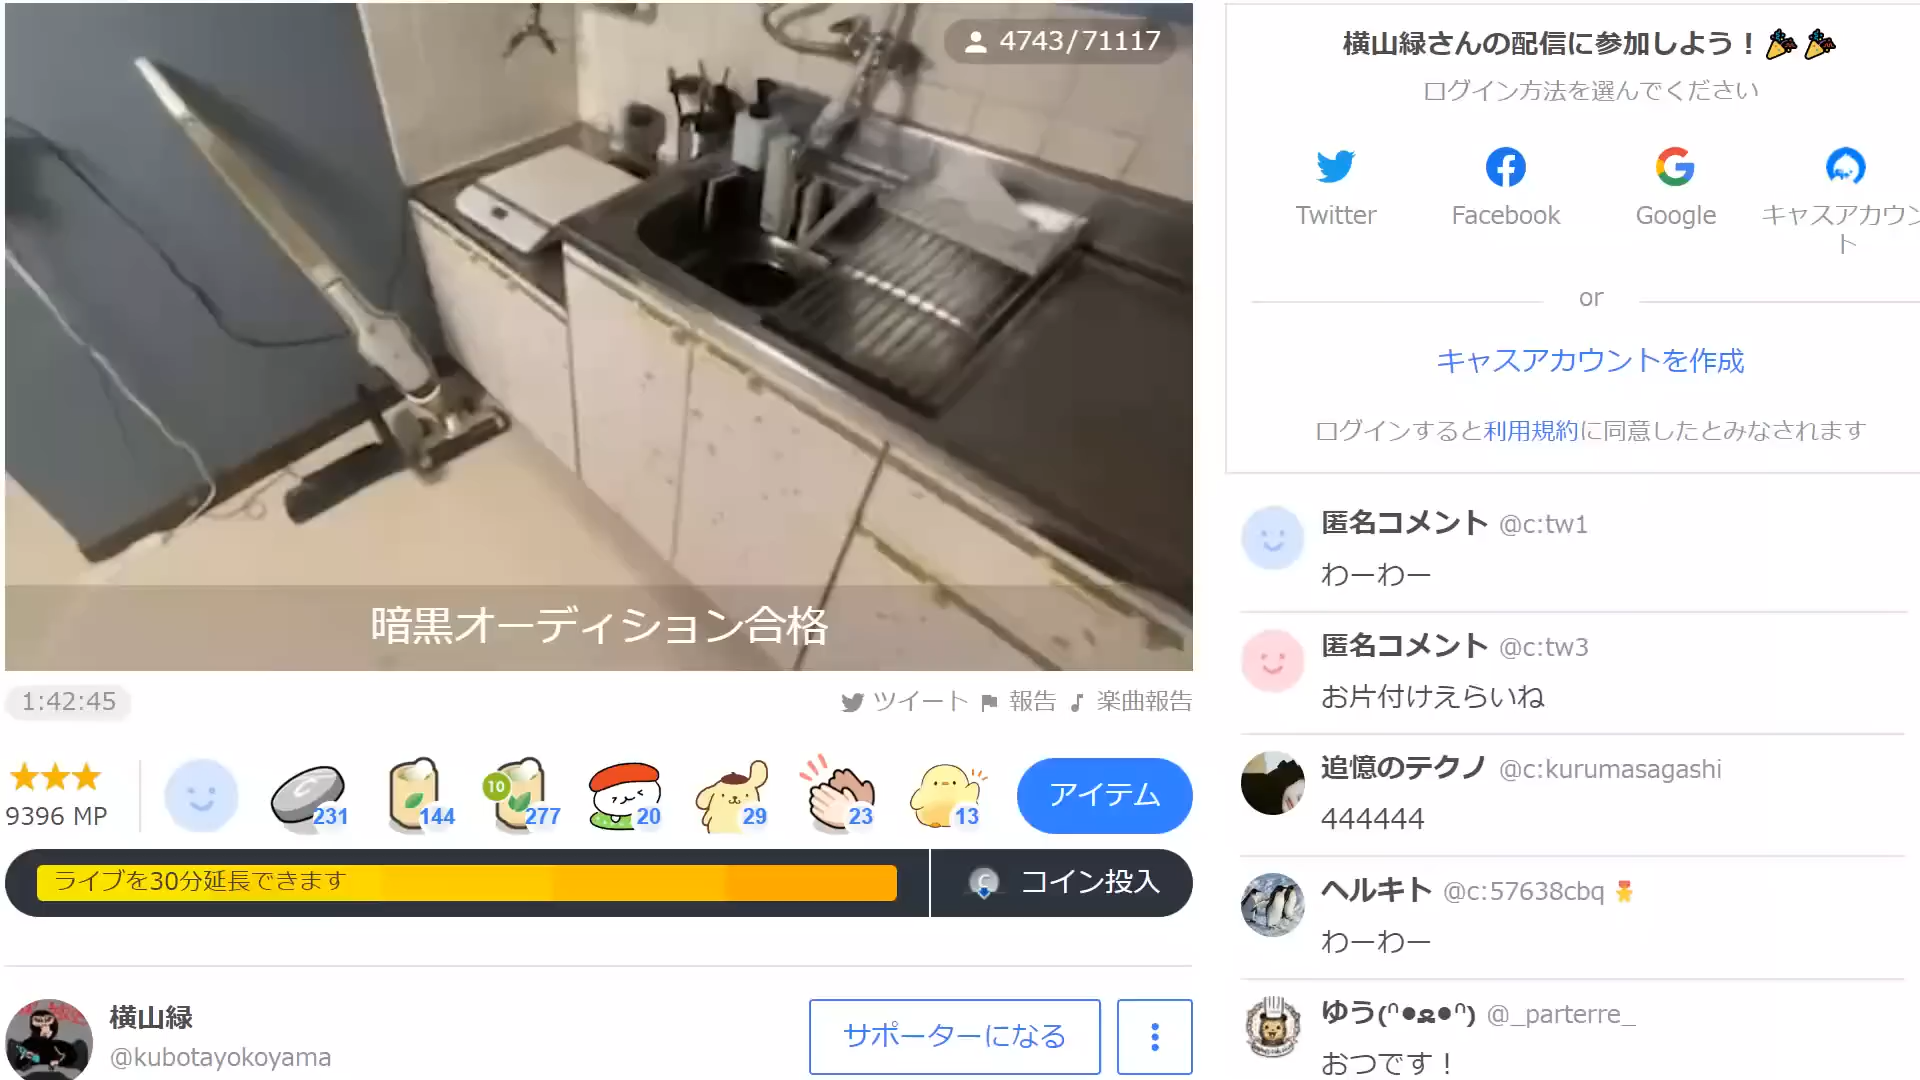 4743/71117
暗黒オーディション合格
1:42:45
ツイート
報告
楽曲報告
9396 MP
231
144
10
277
20
29
23
13
アイテム
ライブを30分延長できます
C
コイン投入
横山緑
@kubotayokoyama
サポーターになる
横山緑さんの配信に参加しよう！
ログイン方法を選んでください
Twitter
Facebook
Google
キャスアカウン
ト
or
キャスアカウントを作成
ログインすると利用規約に同意したとみなされます
匿名コメント @c:tw1
わーわー
匿名コメント @c:tw3
お片付けえらいね
追憶のテクノ @c:kurumasagashi
444444
ヘルキト @c:57638cbq
わーわー
ゆう(ᐢ•ﻌ•ᐢ) @_parterre_
おつです！